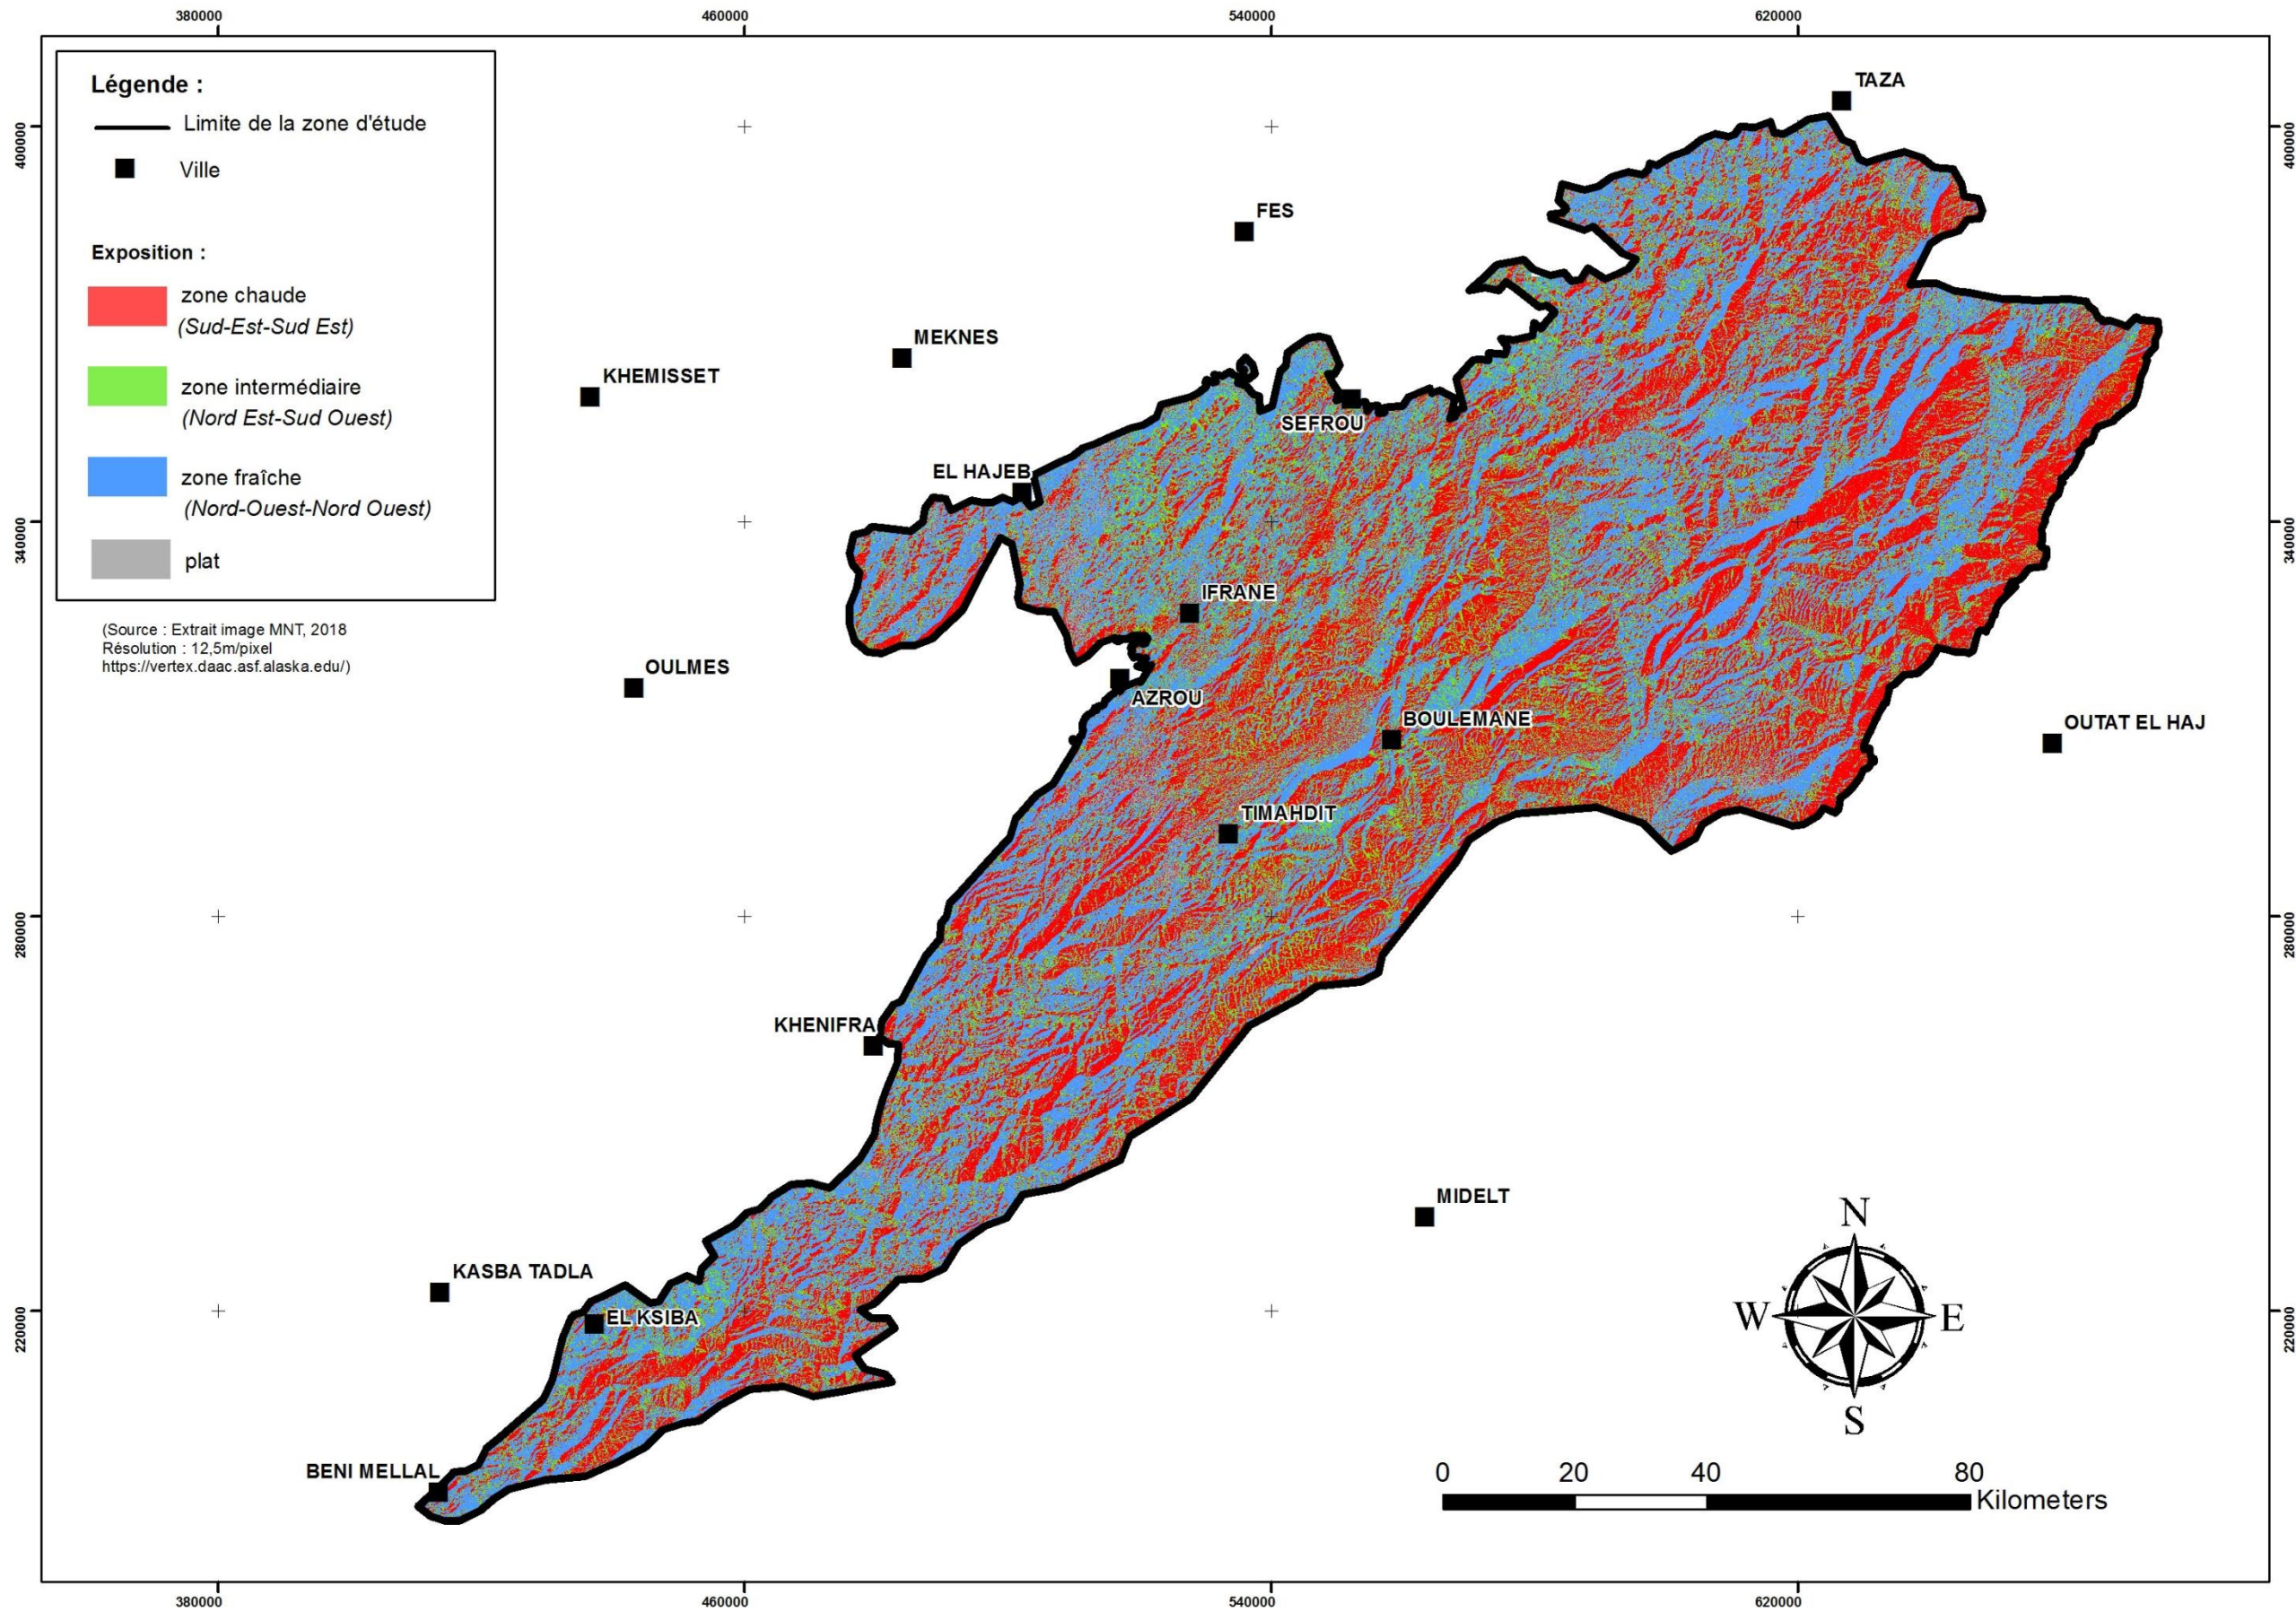 380000
460000
540000
620000
Légende :
Limite de la zone d'étude
Ville
Exposition :
zone chaude
(Sud-Est-Sud Est)
zone intermédiaire
(Nord Est-Sud Ouest)
zone fraîche
(Nord-Ouest-Nord Ouest)
plat
(Source : Extrait image MNT, 2018
Résolution : 12,5m/pixel
https://vertex.daac.asf.alaska.edu/)
TAZA
400000
400000
FES
MEKNES
KHEMISSET
SEFROU
EL HAJEB
340000
340000
IFRANE
OULMES
AZROU
BOULEMANE
OUTAT EL HAJ
TIMAHDIT
280000
280000
KHENIFRA
MIDELT
N
KASBA TADLA
W
E
EL KSIBA
220000
220000
S
BENI MELLAL
0
20
40
80
Kilometers
380000
460000
540000
620000